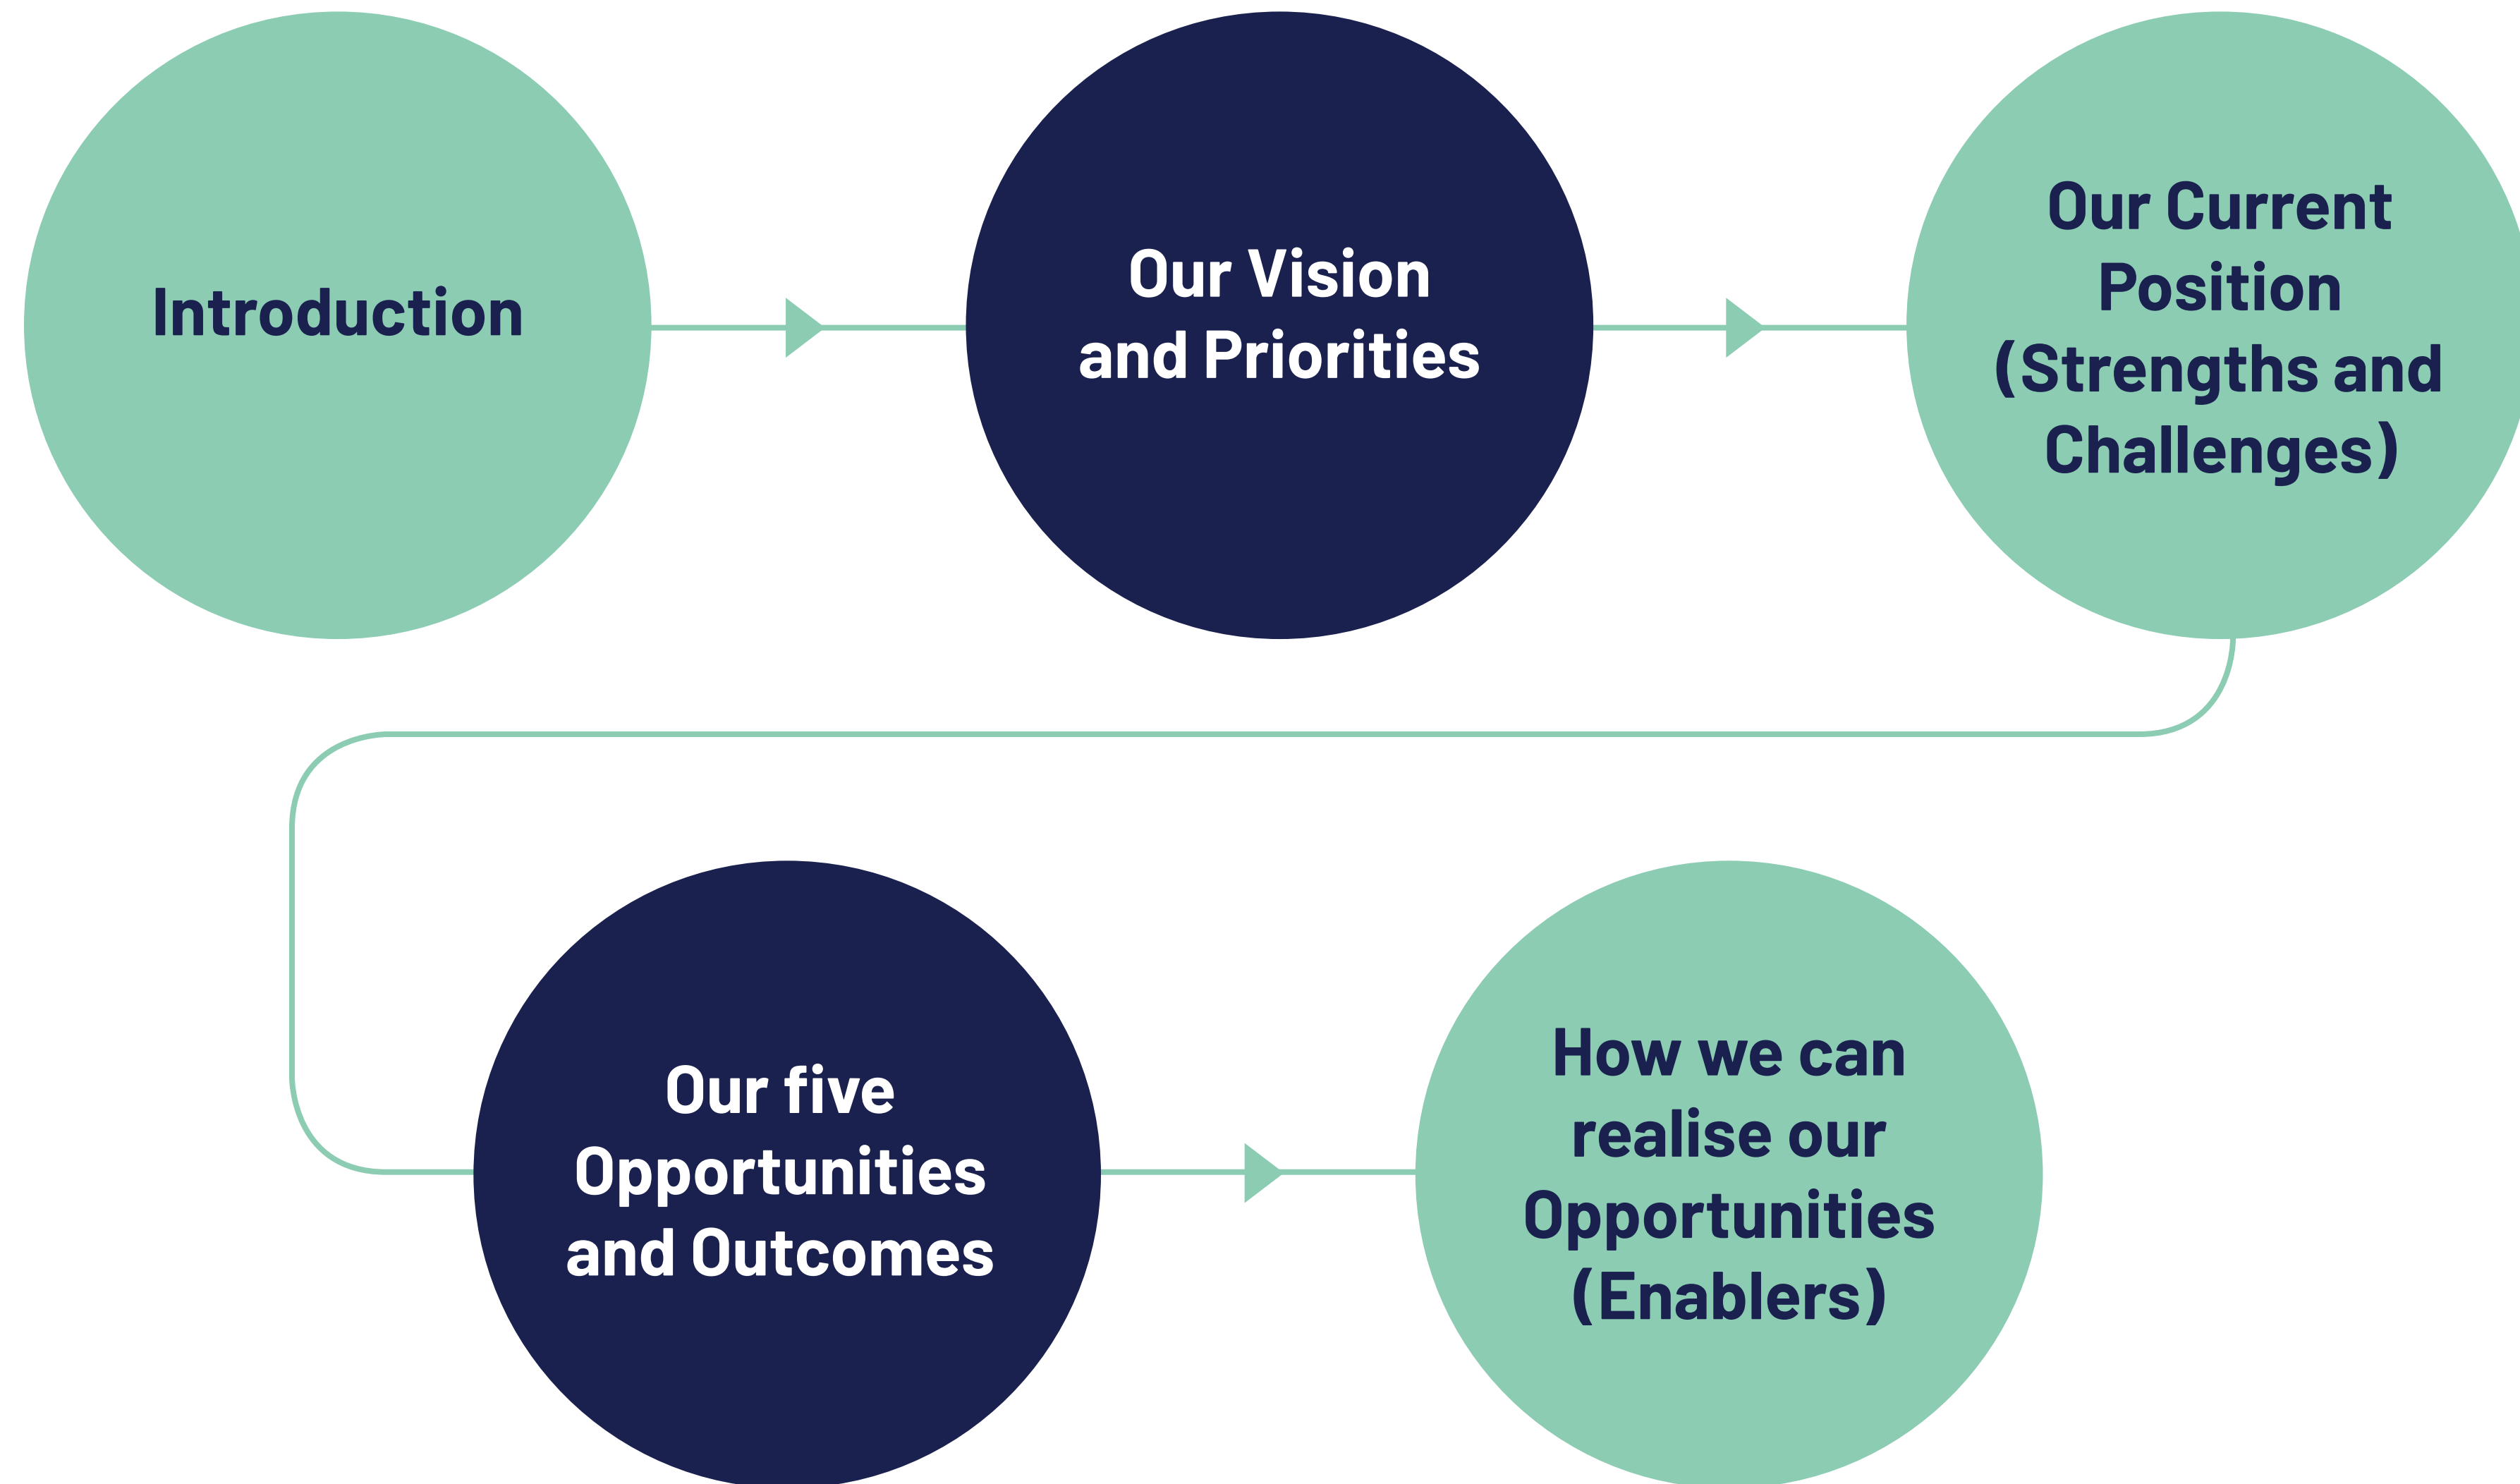 Introduction
Our Vision
and Priorities
Our Current
Position
(Strengths and
Challenges)
Our five
Opportunities
and Outcomes
How we can
realise our
Opportunities
(Enablers)